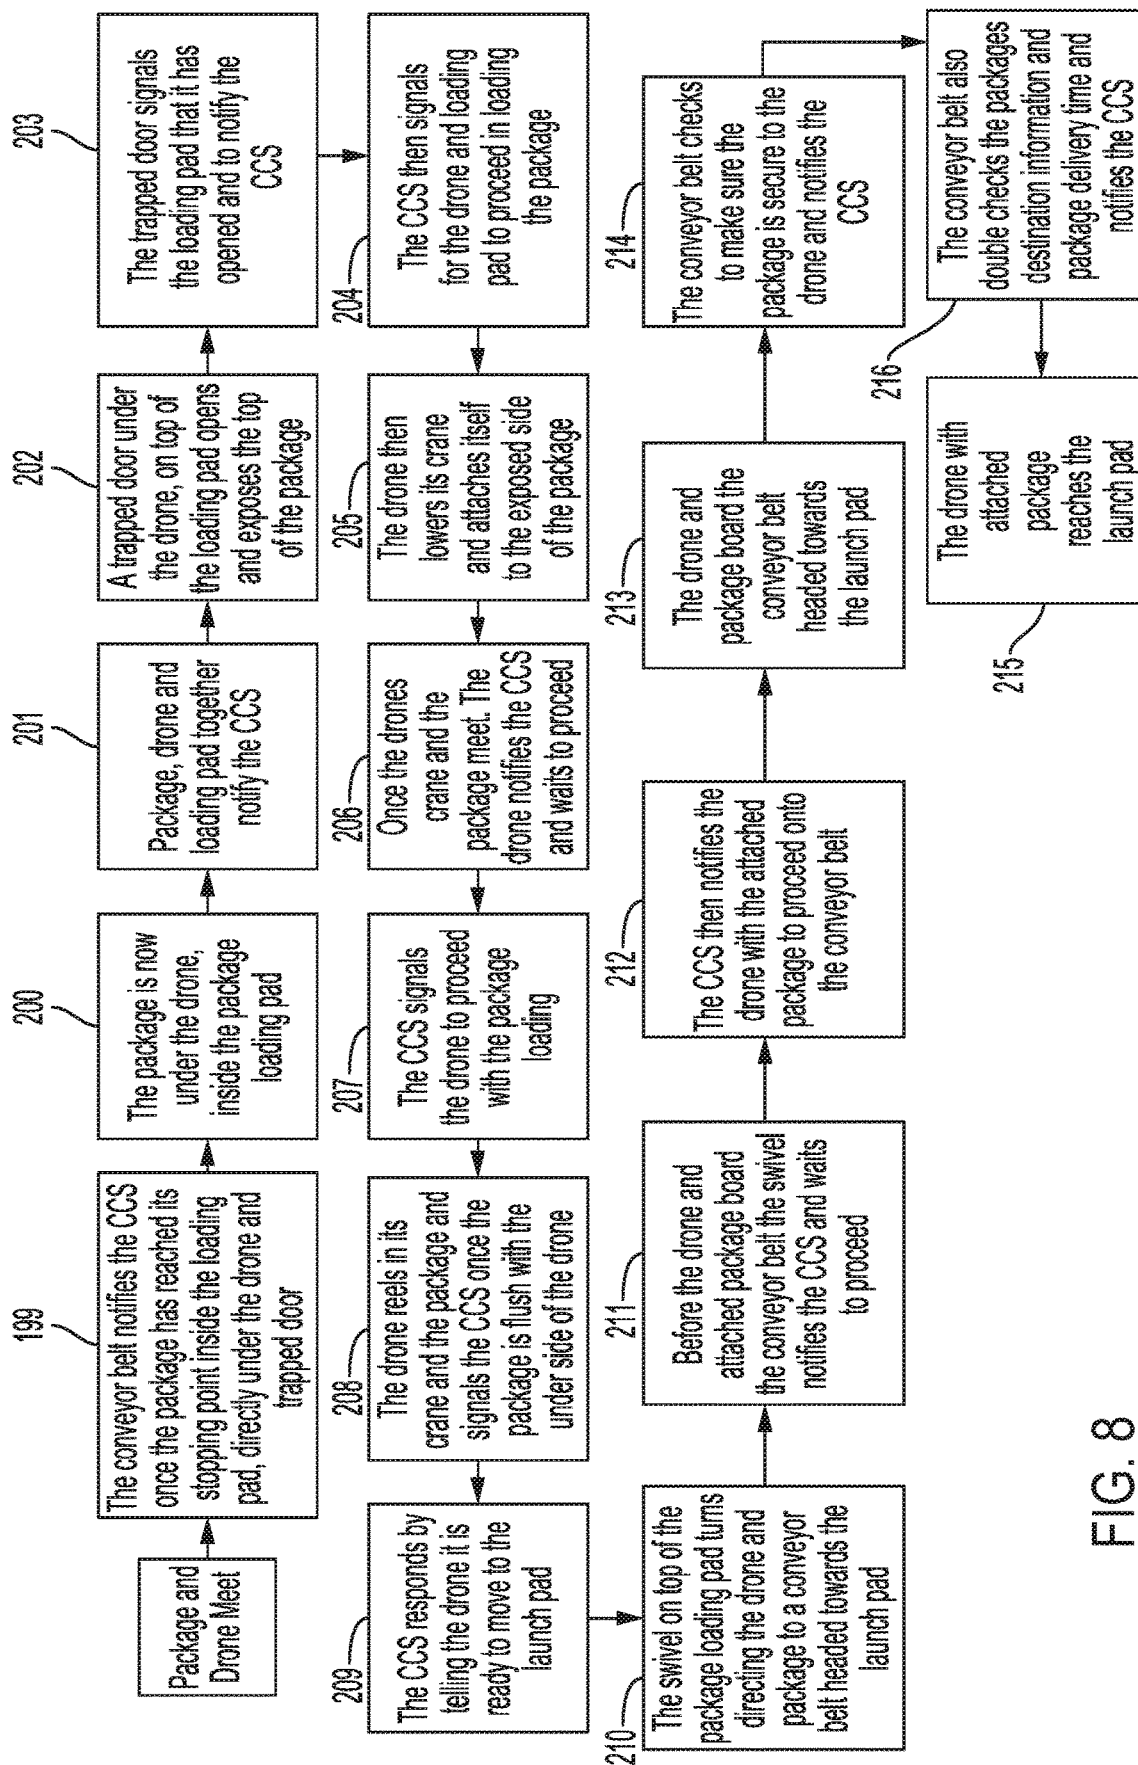 Package and
Drone Meet
199
The conveyor belt notifies the CCS
once the package has reached its
stopping point inside the loading
pad, directly under the drone and
trapped door
200
The package is now
under the drone,
inside the package
loading pad
201
Package, drone and
loading pad together
notify the CCS
202
A trapped door under
the drone, on top of
the loading pad opens
and exposes the top
of the package
203
The trapped door signals
the loading pad that it has
opened and to notify the
CCS
204
The CCS then signals
for the drone and loading
pad to proceed in loading
the package
205
The drone then
lowers its crane
and attaches itself
to the exposed side
of the package
206
Once the drones
crane and the
package meet. The
drone notifies the CCS
and waits to proceed
207
The CCS signals
the drone to proceed
with the package
loading
208
The drone reels in its
crane and the package and
signals the CCS once the
package is flush with the
under side of the drone
209
The CCS responds by
telling the drone it is
ready to move to the
launch pad
210
The swivel on top of the
package loading pad turns
directing the drone and
package to a conveyor
belt headed towards the
launch pad
211
Before the drone and
attached package board
the conveyor belt the swivel
notifies the CCS and waits
to proceed
212
The CCS then notifies the
drone with the attached
package to proceed onto
the conveyor belt
213
The drone and
package board the
conveyor belt
headed towards
the launch pad
214
The conveyor belt checks
to make sure the
package is secure to the
drone and notifies the
CCS
216
The conveyor belt also
double checks the packages
destination information and
package delivery time and
notifies the CCS
215
The drone with
attached
package
reaches the
launch pad
FIG. 8